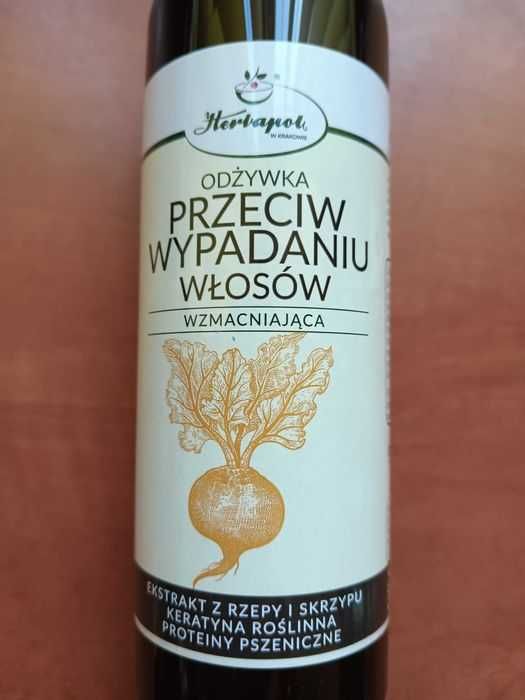 Herbapol
W KRAKOWIE
ODŻYWKA
PRZECIW
WYPADANIU
WŁOSÓW
WZMACNIAJĄCA
EKSTRAKT Z RZEPY I SKRZYPU
KERATYNA ROŚLINNA
PROTEINY PSZENICZNE